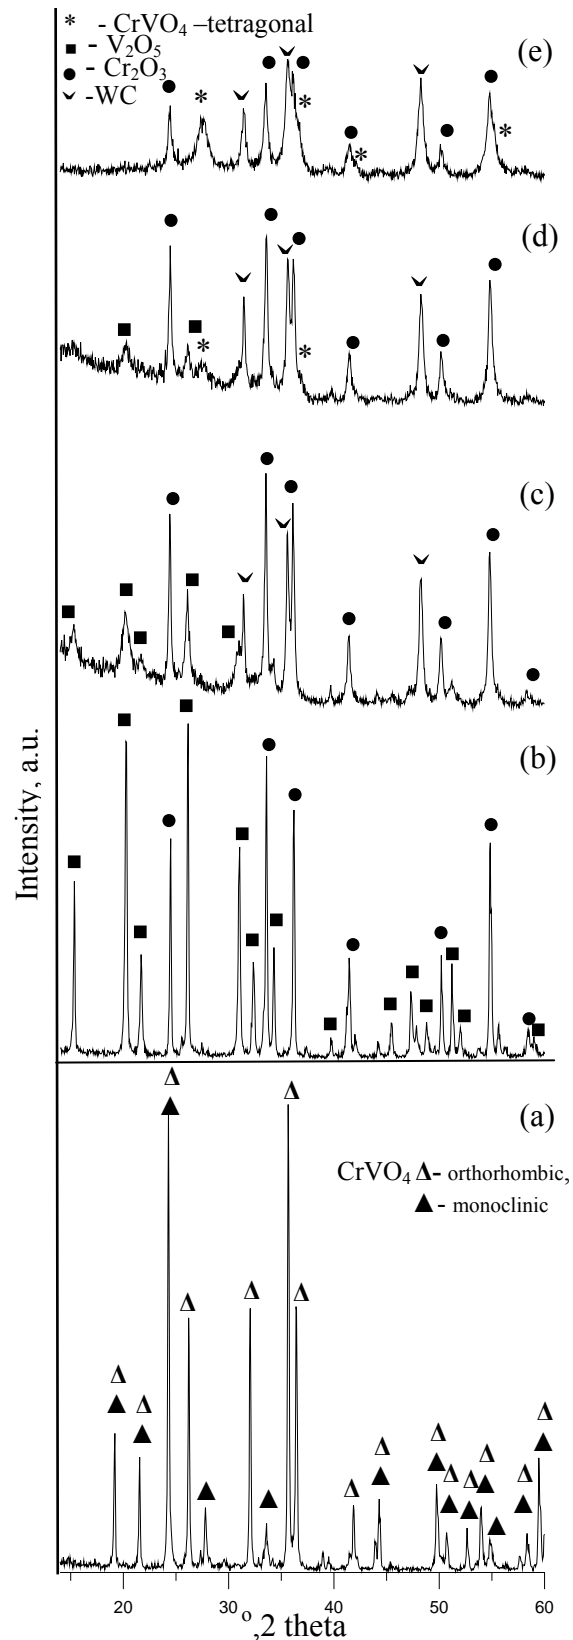 * - CrVO₄ –tetragonal
■ - V₂O₅
● - Cr₂O₃
-WC
(e)
(d)
(c)
(b)
(a)
CrVO₄ Δ- orthorhombic,
▲- monoclinic
Intensity, a.u.
20 30 40 50 60
°,2 theta